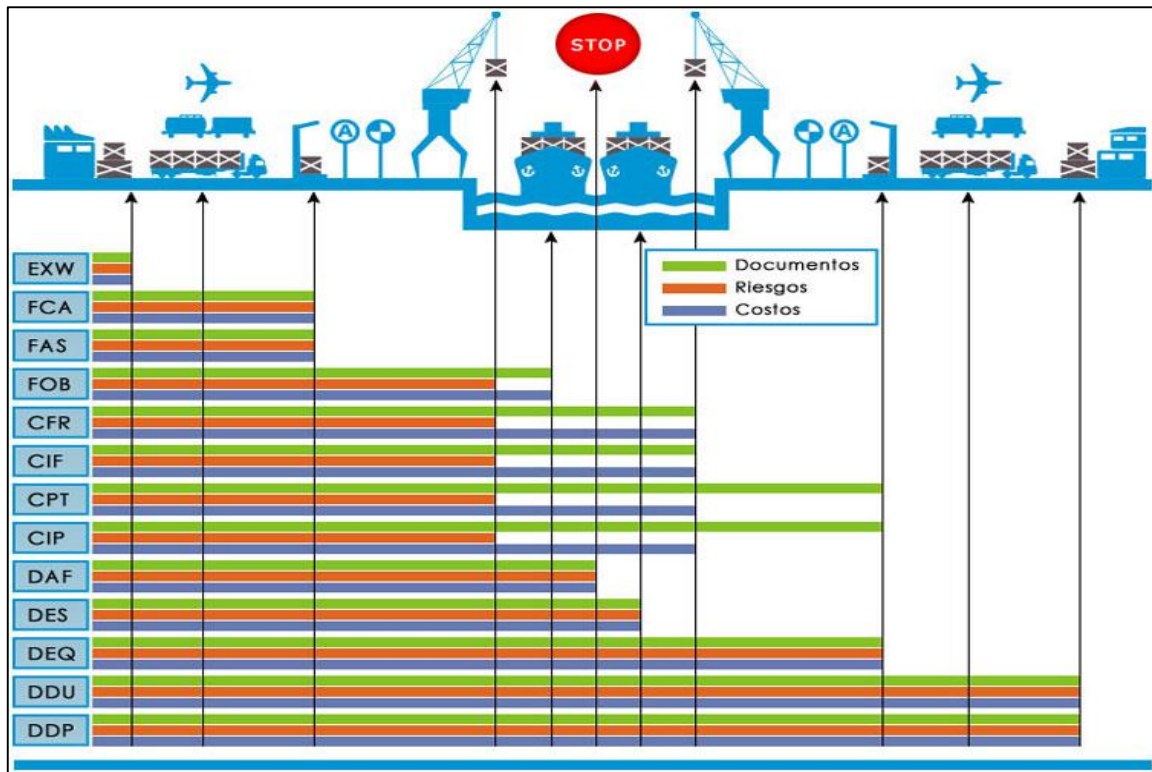 STOP
A
A
EXW
FCA
FAS
FOB
CFR
CIF
CPT
CIP
DAF
DES
DEQ
DDU
DDP
Documentos
Riesgos
Costos